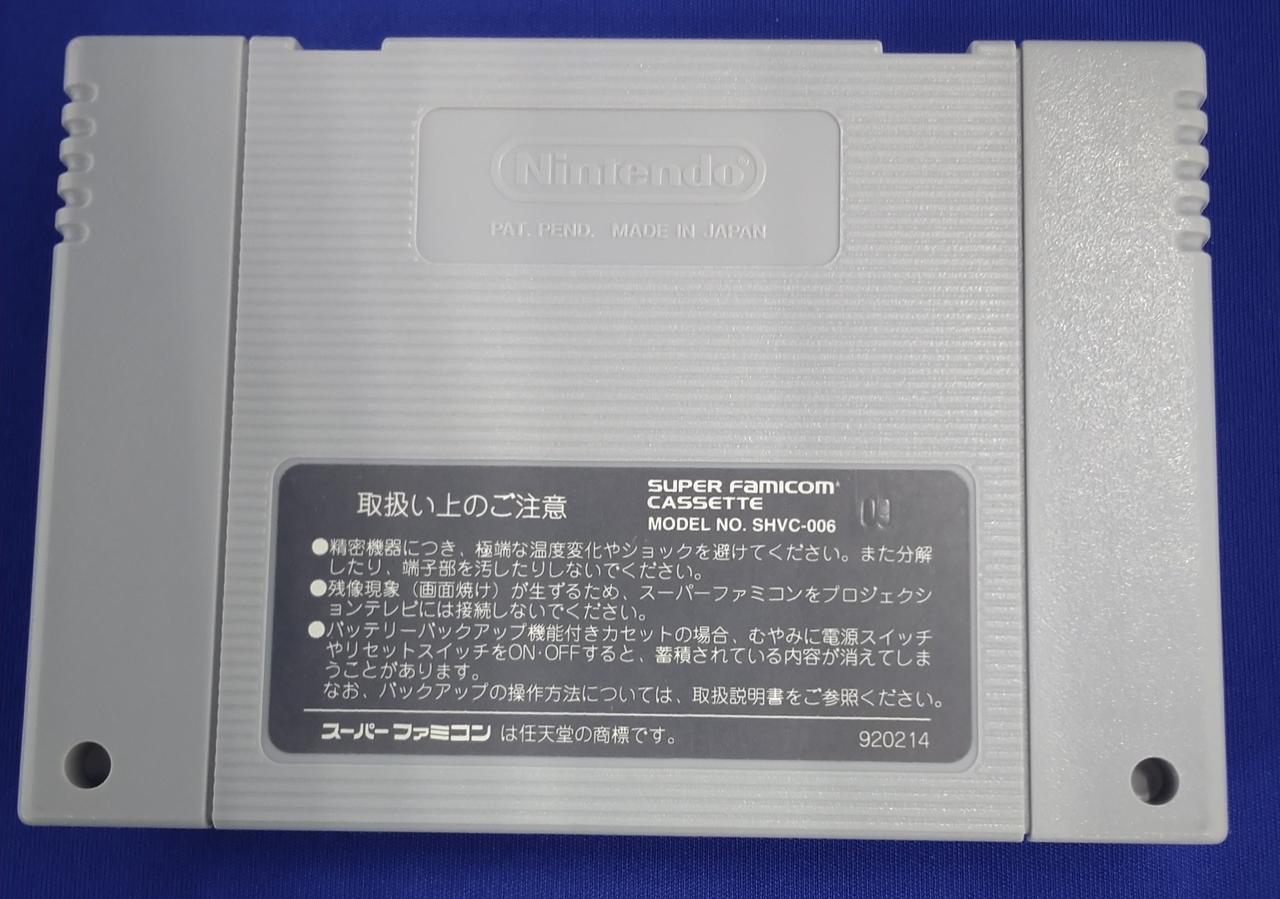 Nintendo
PAT. PEND. MADE IN JAPAN
取扱い上のご注意
SUPER FAMICOM
CASSETTE
MODEL NO. SHVC-006
09
●精密機器につき、極端な温度変化やショックを避けてください。また分解
したり、端子部を汚したりしないでください。
●残像現象（画面焼け）が生ずるため、スーパーファミコンをプロジェクシ
ョンテレビには接続しないでください。
●バッテリーバックアップ機能付きカセットの場合、むやみに電源スイッチ
やリセットスイッチをON・OFFすると、蓄積されている内容が消えてしま
うことがあります。
なお、バックアップの操作方法については、取扱説明書をご参照ください。
スーパーファミコン は任天堂の商標です。
920214